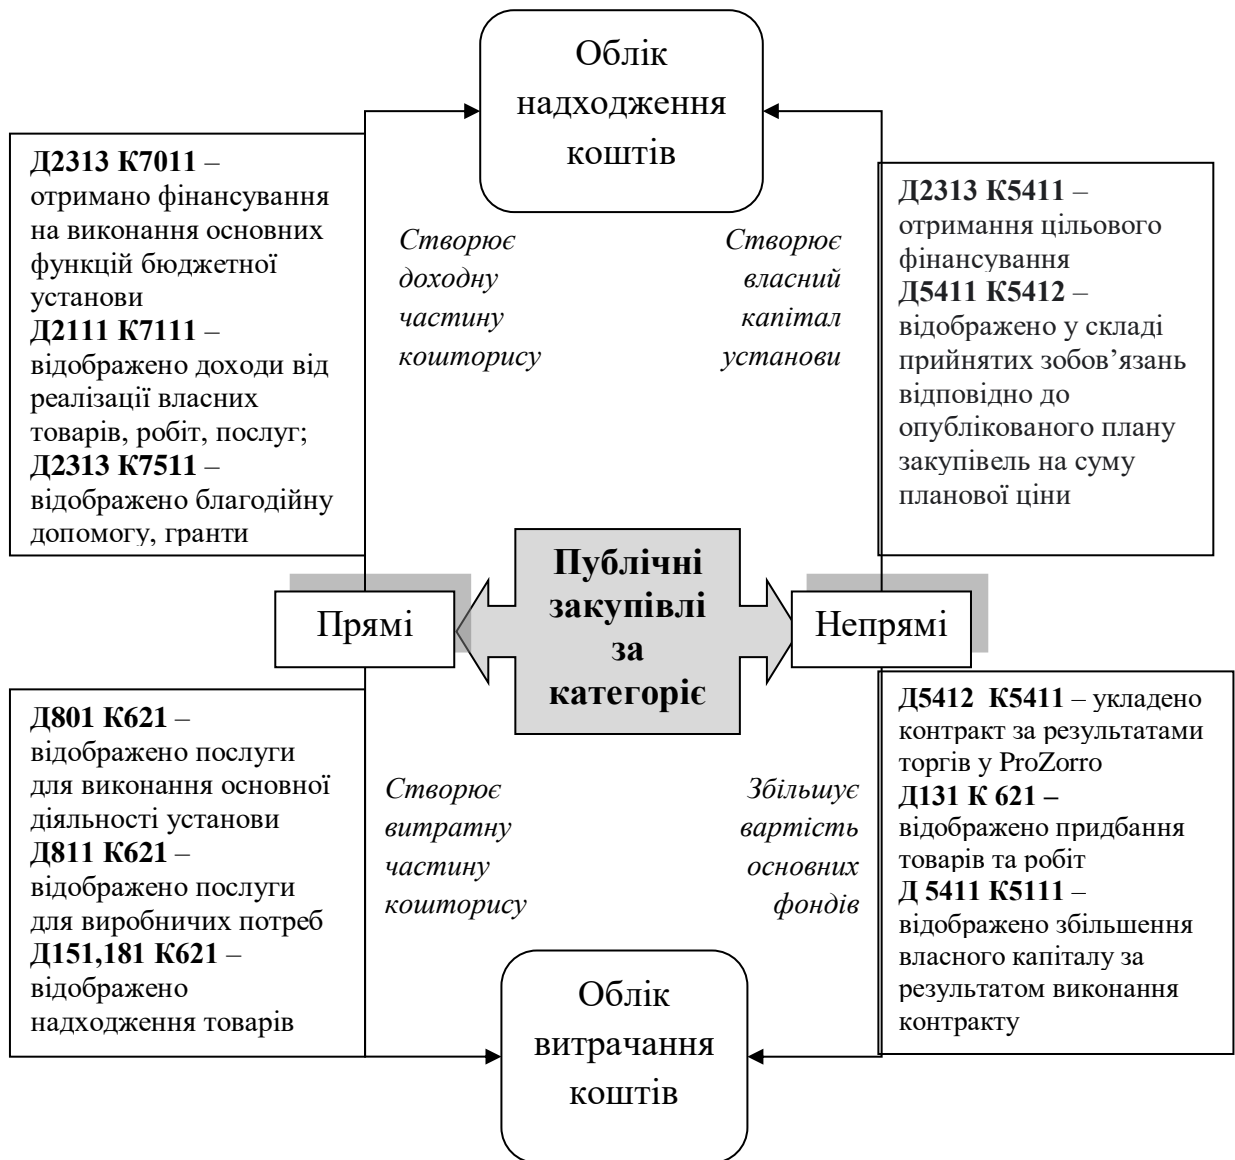 Облік
надходження
коштів
Д2313 К7011 –
отримано фінансування
на виконання основних
функцій бюджетної
установи
Д2111 К7111 –
відображено доходи від
реалізації власних
товарів, робіт, послуг;
Д2313 К7511 –
відображено благодійну
допомогу, гранти
Створює
доходну
частину
кошторису
Створює
власний
капітал
установи
Д2313 К5411 –
отримання цільового
фінансування
Д5411 К5412 –
відображено у складі
прийнятих зобов’язань
відповідно до
опублікованого плану
закупівель на суму
планової ціни
Прямі
Публічні
закупівлі
за
категоріє
Непрямі
Д801 К621 –
відображено послуги
для виконання основної
діяльності установи
Д811 К621 –
відображено послуги
для виробничих потреб
Д151,181 К621 –
відображено
надходження товарів
Створює
витратну
частину
кошторису
Збільшує
вартість
основних
фондів
Д5412 К5411 – укладено
контракт за результатами
торгів у ProZorro
Д131 К 621 –
відображено придбання
товарів та робіт
Д 5411 К5111 –
відображено збільшення
власного капіталу за
результатом виконання
контракту
Облік
витрачання
коштів